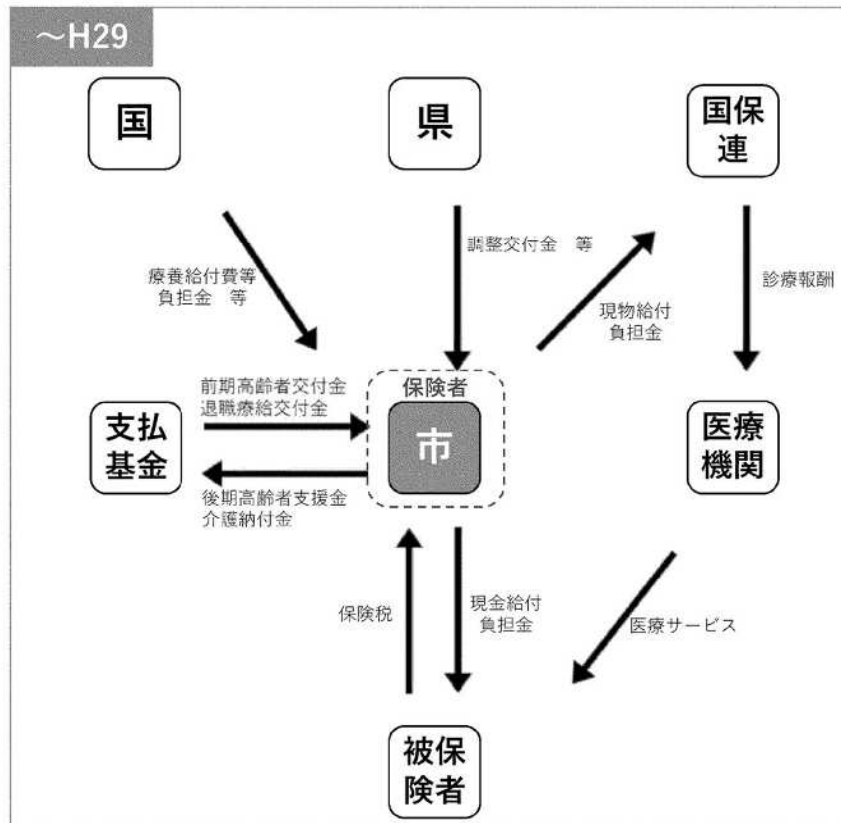 ～H29
国
県
国保
連
調整交付金　等
療養給付費等
負担金　等
現物給付
負担金
診療報酬
前期高齢者交付金
退職療給交付金
保険者
支払
基金
市
医療
機関
後期高齢者支援金
介護納付金
保険税
現金給付
負担金
医療サービス
被保
険者